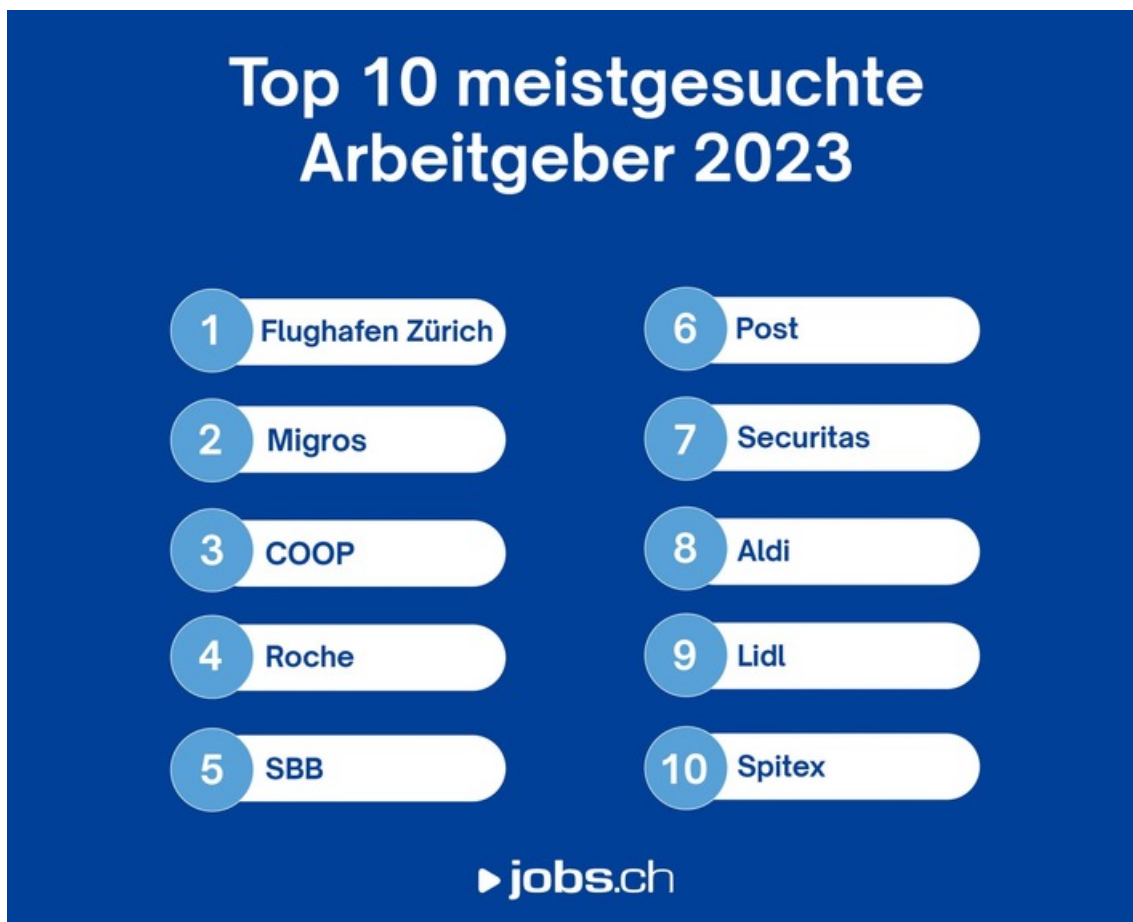 Top 10 meistgesuchte
Arbeitgeber 2023
1 Flughafen Zürich
2 Migros
3 COOP
4 Roche
5 SBB
6 Post
7 Securitas
8 Aldi
9 Lidl
10 Spitex
jobs.ch